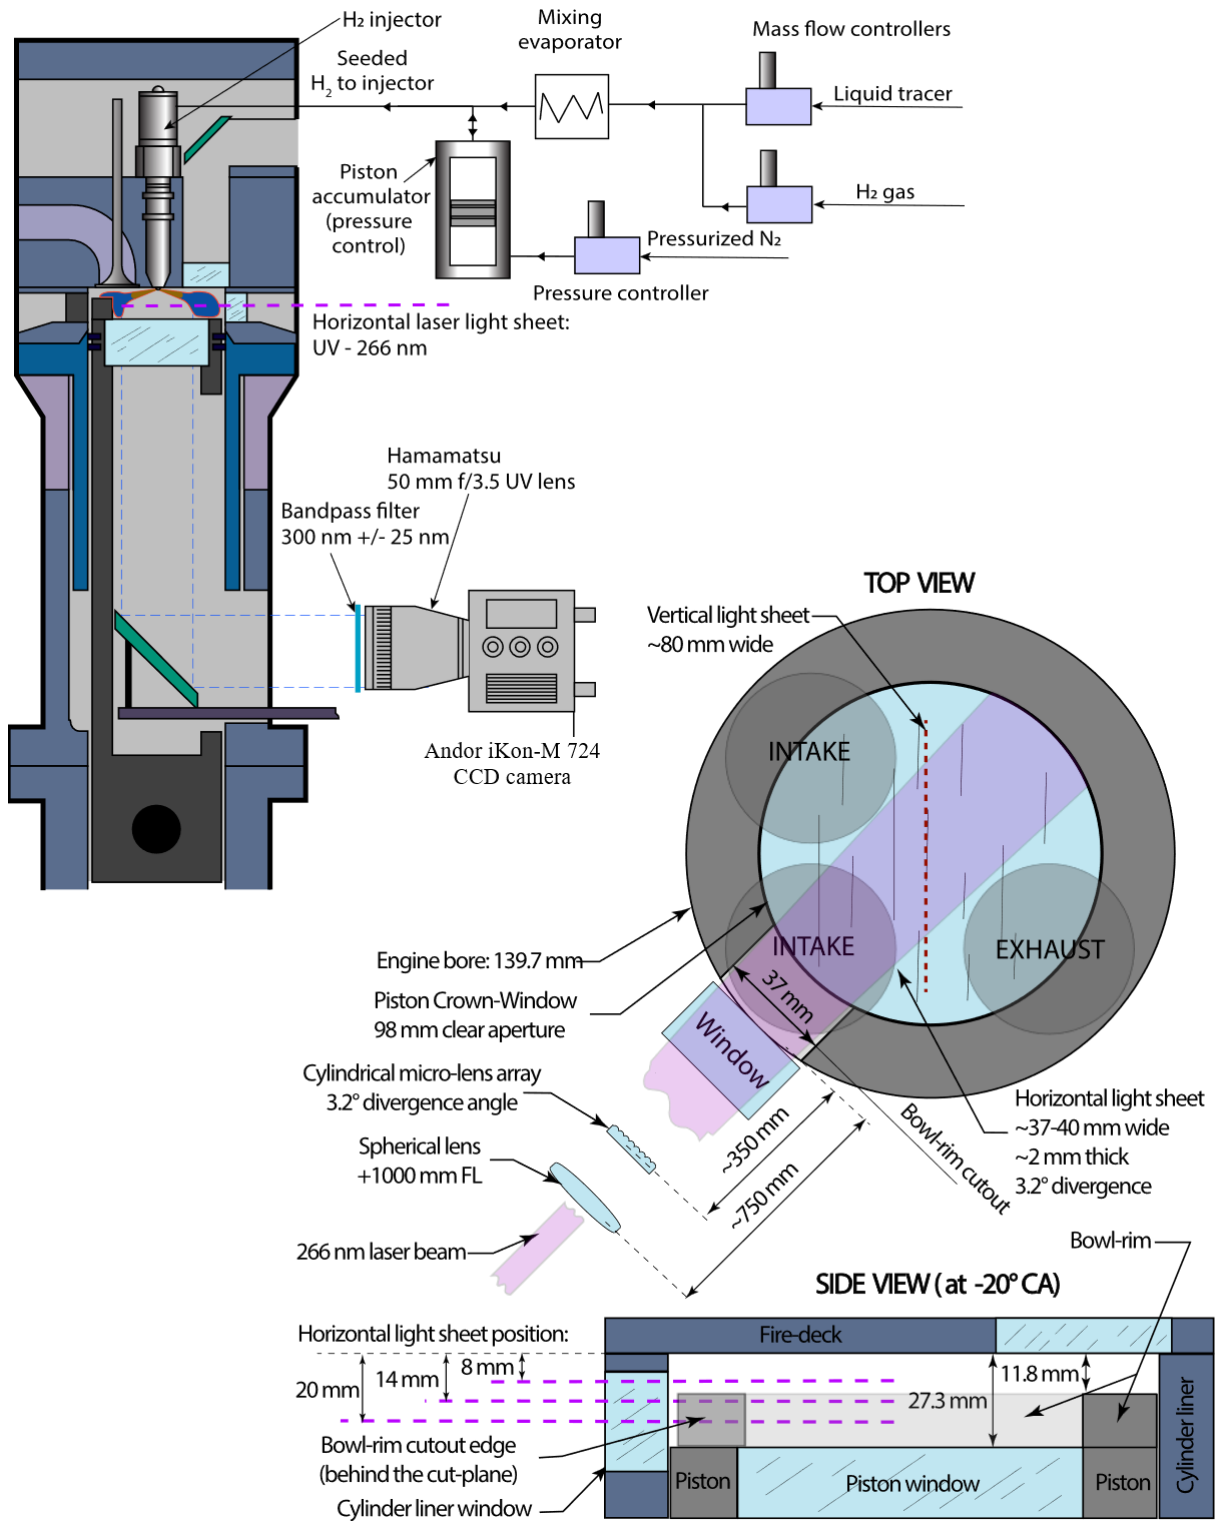 H₂ injector
Mixing
evaporator
Mass flow controllers
Seeded
H₂ to injector
Liquid tracer
Piston
accumulator
(pressure
control)
H₂ gas
Pressurized N₂
Pressure controller
Horizontal laser light sheet:
UV - 266 nm
Hamamatsu
50 mm f/3.5 UV lens
Bandpass filter
300 nm +/- 25 nm
Andor iKon-M 724
CCD camera
TOP VIEW
Vertical light sheet
~80 mm wide
INTAKE
INTAKE
EXHAUST
Engine bore: 139.7 mm
Piston Crown-Window
98 mm clear aperture
37 mm
Window
Cylindrical micro-lens array
3.2° divergence angle
Spherical lens
+1000 mm FL
266 nm laser beam
~350 mm
~750 mm
Bowl-rim cutout
Horizontal light sheet
~37-40 mm wide
~2 mm thick
3.2° divergence
Bowl-rim
SIDE VIEW ( at -20° CA)
Horizontal light sheet position:
Fire-deck
8 mm
14 mm
20 mm
11.8 mm
27.3 mm
Bowl-rim cutout edge
(behind the cut-plane)
Cylinder liner window
Piston
Piston window
Piston
Cylinder liner